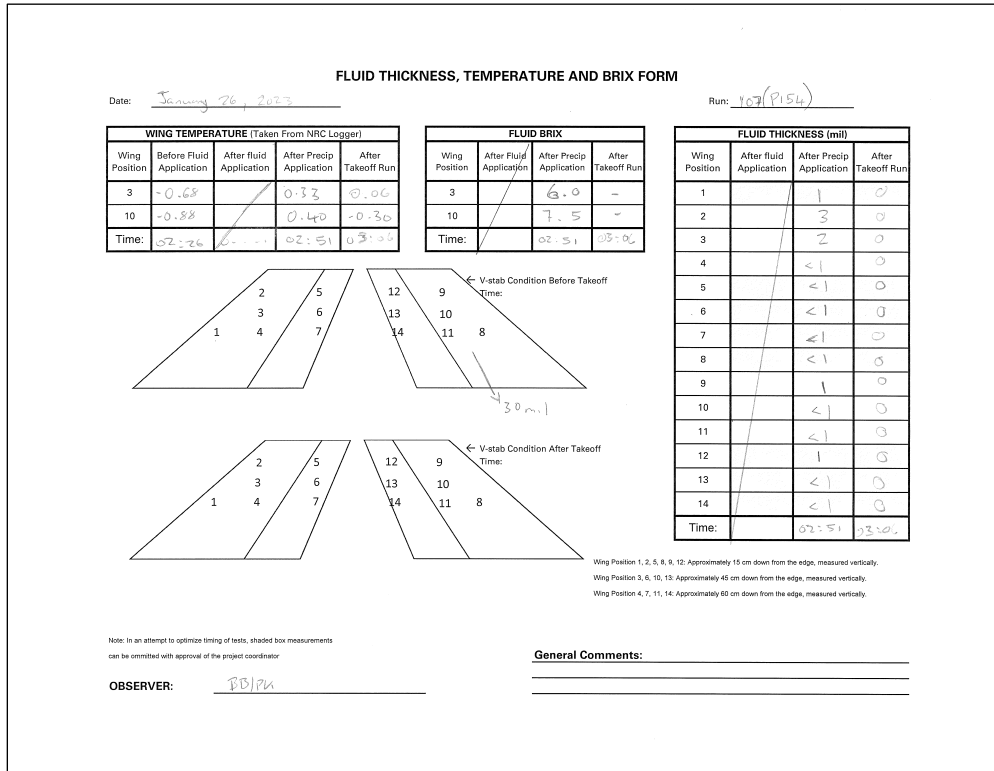 FLUID THICKNESS, TEMPERATURE AND BRIX FORM
Date: January 26, 2023
Run: 407 (P154)
WING TEMPERATURE (Taken From NRC Logger)
Wing Position Before Fluid Application After fluid Application After Precip Application After Takeoff Run
3 -0.68 0.33 0.06
10 -0.88 0.40 -0.30
Time: 02:26 02:51 03:06
FLUID BRIX
Wing Position After Fluid Application After Precip Application After Takeoff Run
3 6.0 -
10 7.5 -
Time: 02:51 03:06
FLUID THICKNESS (mil)
Wing Position After fluid Application After Precip Application After Takeoff Run
1 1 0
2 3 0
3 2 0
4 <1 0
5 <1 0
6 <1 0
7 <1 0
8 <1 0
9 1 0
10 <1 0
11 <1 0
12 1 0
13 <1 0
14 <1 0
Time: 02:51 03:06
← V-stab Condition Before Takeoff
Time:
2 5 12 9
3 6 13 10
1 4 7 14 11 8
30 mil
← V-stab Condition After Takeoff
Time:
2 5 12 9
3 6 13 10
1 4 7 14 11 8
Wing Position 1, 2, 5, 8, 9, 12: Approximately 15 cm down from the edge, measured vertically.
Wing Position 3, 6, 10, 13: Approximately 45 cm down from the edge, measured vertically.
Wing Position 4, 7, 11, 14: Approximately 60 cm down from the edge, measured vertically.
Note: In an attempt to optimize timing of tests, shaded box measurements
can be ommitted with approval of the project coordinator
General Comments:
OBSERVER: BB/PK